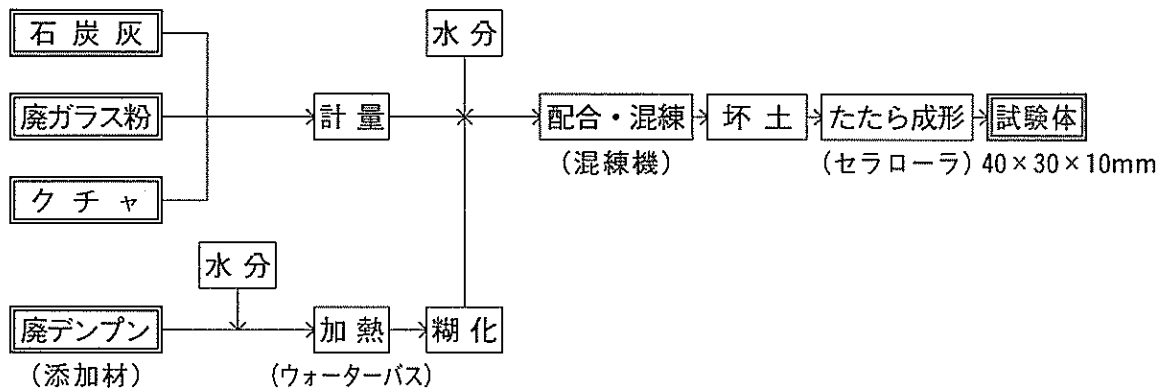 石炭灰
水分
廃ガラス粉
計量
配合・混練
坏土
たたら成形
試験体
(混練機)
(セラローラ)
40×30×10mm
クチャ
水分
廃デンプン
加熱
糊化
(添加材)
(ウォーターバス)